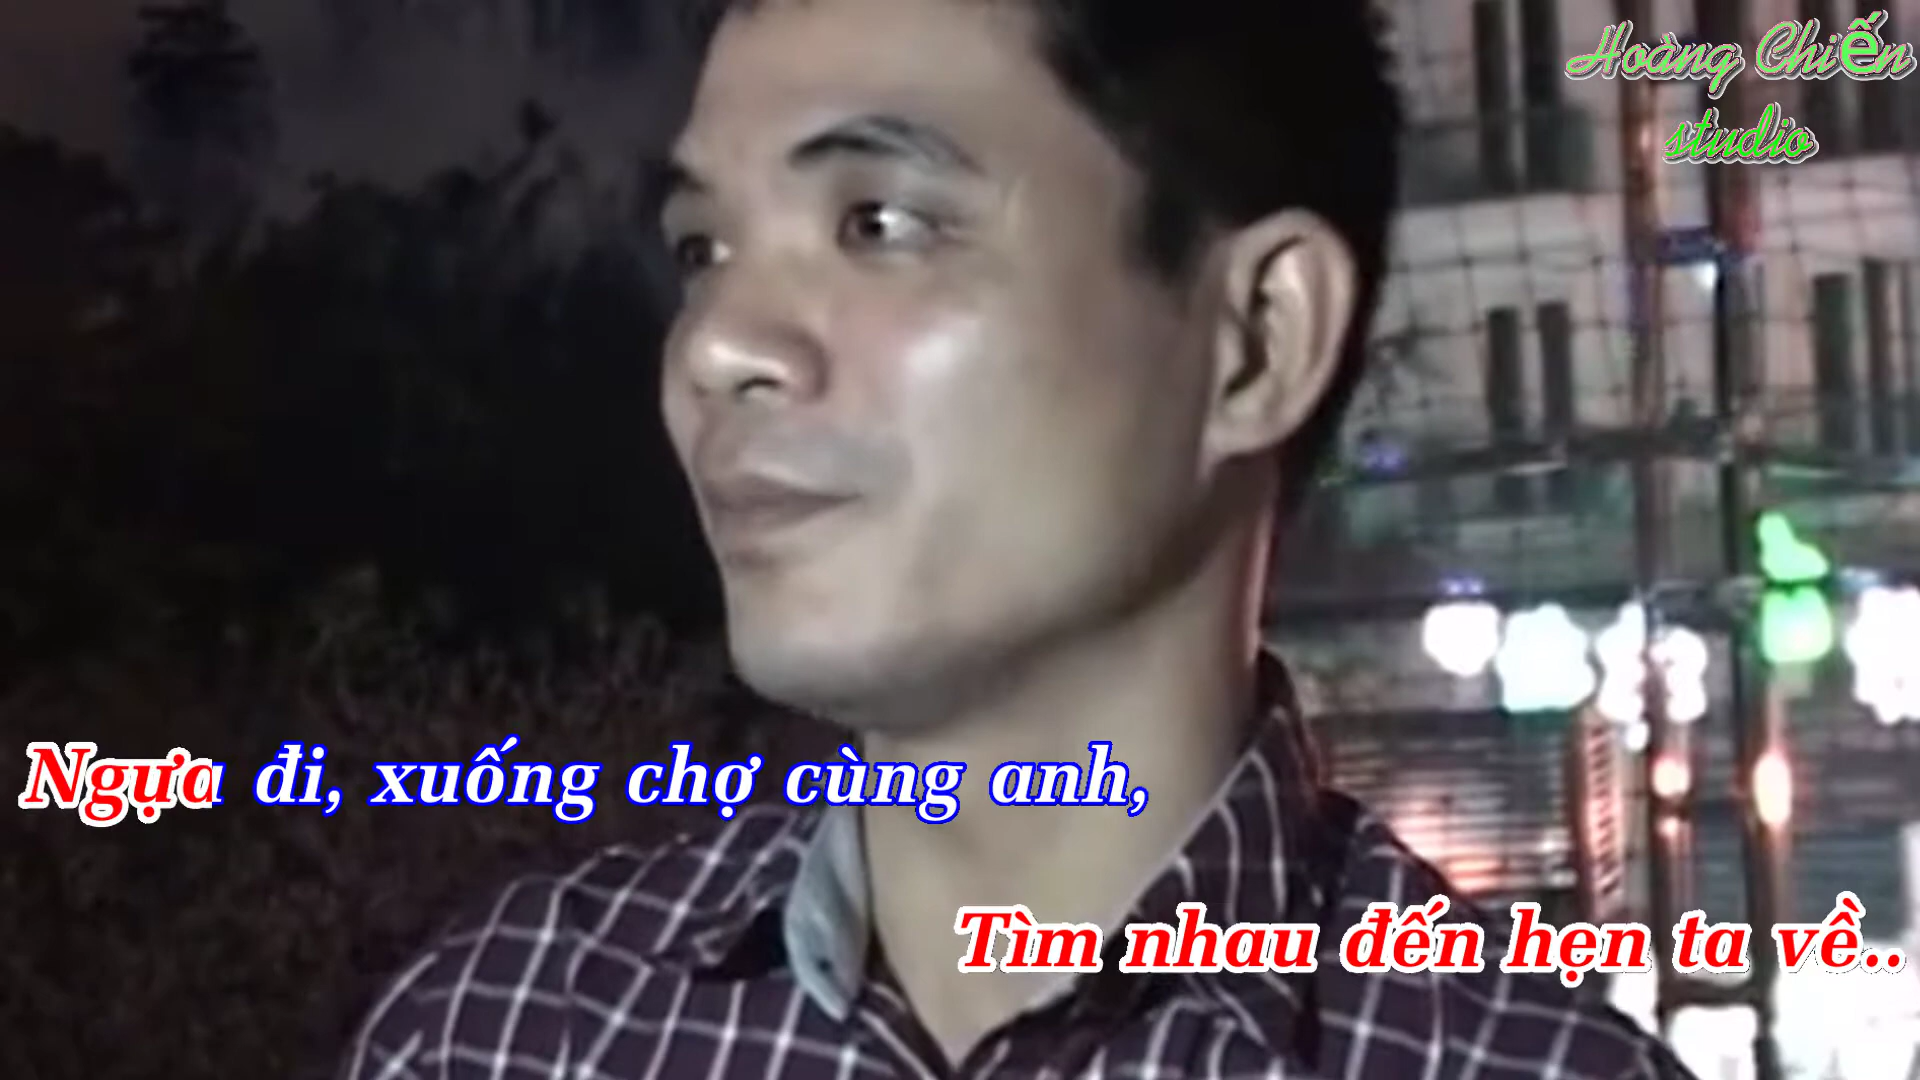 Hoàng Chiến
studio
Ngựa đi, xuống chợ cùng anh,
Tìm nhau đến hẹn ta về..